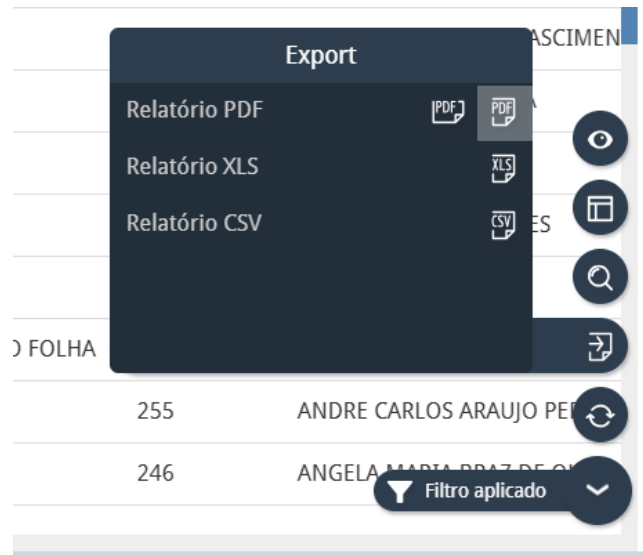 Export
Relatório PDF PDF PDF
Relatório XLS XLS
Relatório CSV CSV
ES
O FOLHA
255 ANDRE CARLOS ARAUJO
246 ANGELA
Filtro aplicado